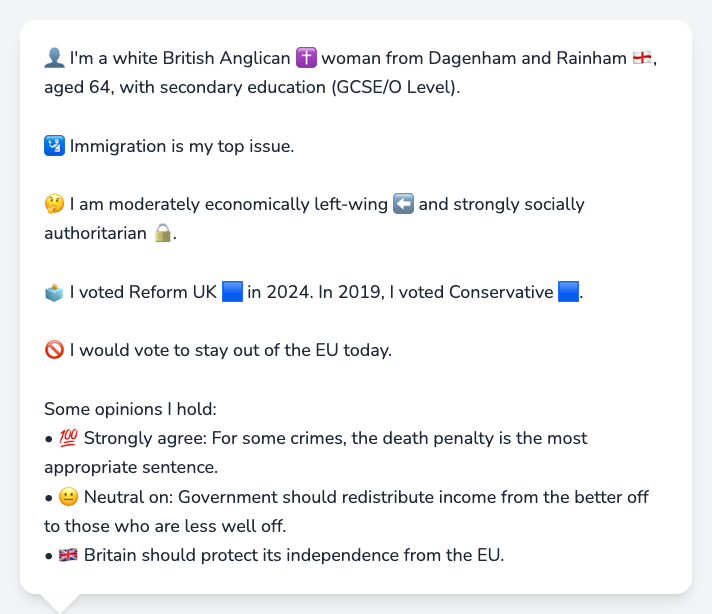 👤 I'm a white British Anglican ✝️ woman from Dagenham and Rainham 🏴󠁧󠁢󠁥󠁮󠁧󠁿,
aged 64, with secondary education (GCSE/O Level).
🛂 Immigration is my top issue.
🤔 I am moderately economically left-wing ⬅️ and strongly socially
authoritarian 🔒.
🗳️ I voted Reform UK 🟦 in 2024. In 2019, I voted Conservative 🟦.
🚫 I would vote to stay out of the EU today.
Some opinions I hold:
• 💯 Strongly agree: For some crimes, the death penalty is the most
appropriate sentence.
• 😐 Neutral on: Government should redistribute income from the better off
to those who are less well off.
• 🇬🇧 Britain should protect its independence from the EU.